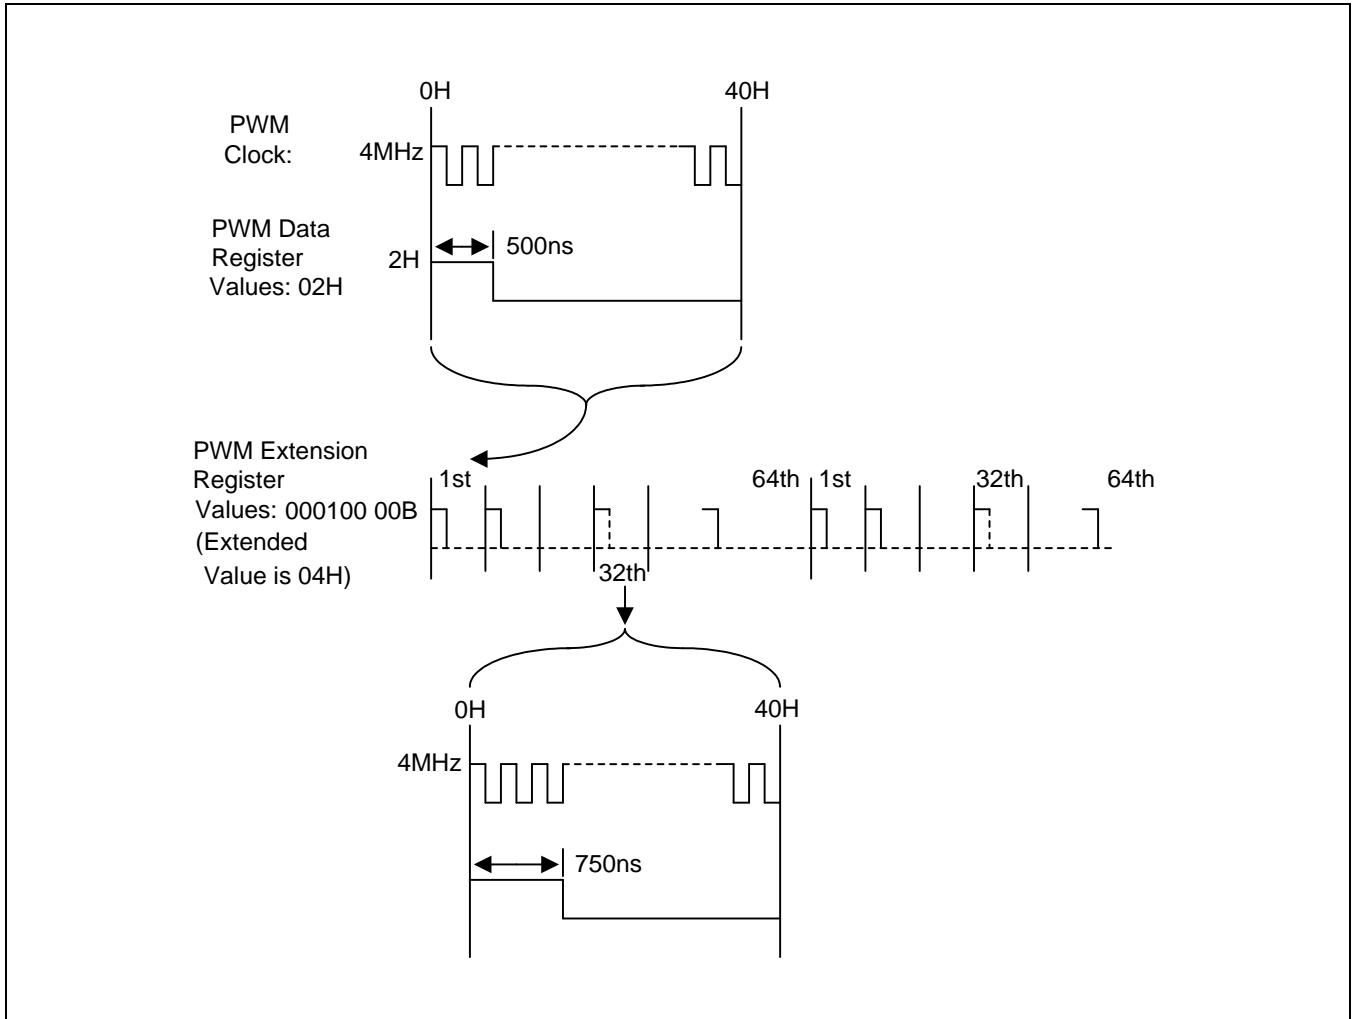 0H 40H
PWM
Clock:
4MHz
PWM Data
Register
Values: 02H
2H
500ns
PWM Extension
Register
Values: 000100 00B
(Extended
Value is 04H)
1st 64th 1st 32th 64th
32th
0H 40H
4MHz
750ns